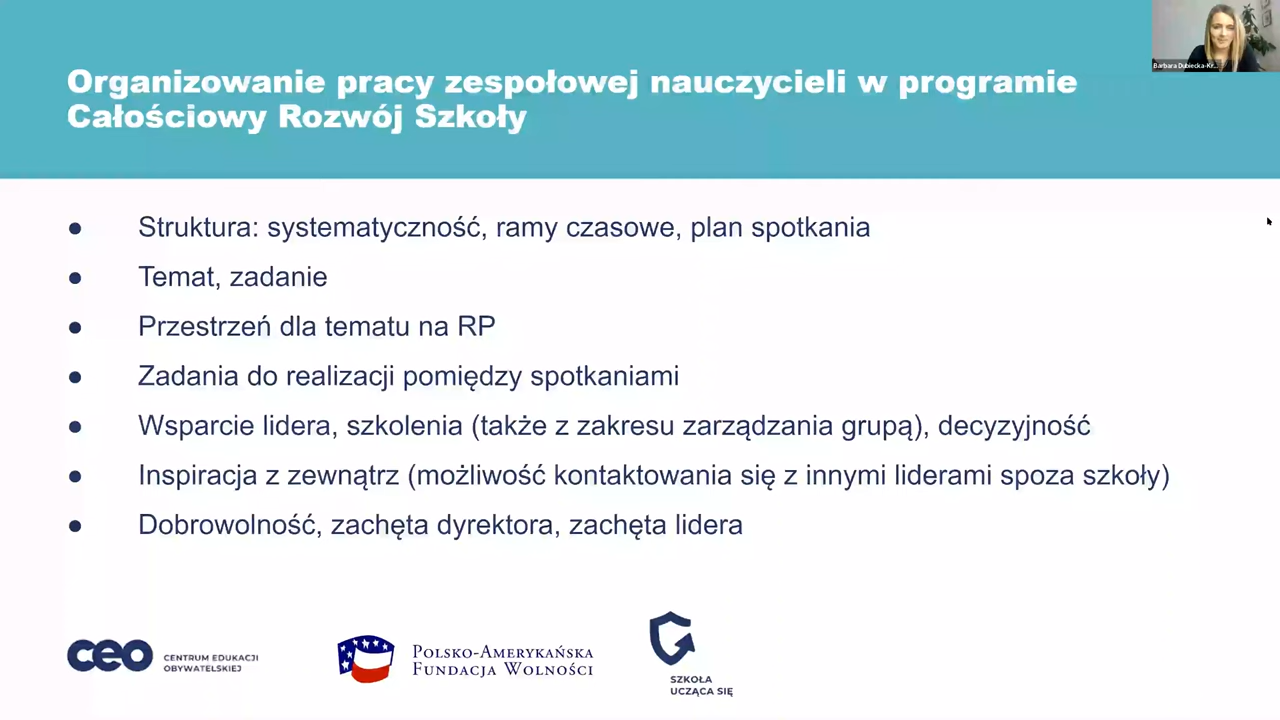 Barbara Dubiecka-Kr...
Organizowanie pracy zespołowej nauczycieli w programie
Całościowy Rozwój Szkoły
● Struktura: systematyczność, ramy czasowe, plan spotkania
● Temat, zadanie
● Przestrzeń dla tematu na RP
● Zadania do realizacji pomiędzy spotkaniami
● Wsparcie lidera, szkolenia (także z zakresu zarządzania grupą), decyzyjność
● Inspiracja z zewnątrz (możliwość kontaktowania się z innymi liderami spoza szkoły)
● Dobrowolność, zachęta dyrektora, zachęta lidera
ceo
CENTRUM EDUKACJI
OBYWATELSKIEJ
POLSKO-AMERYKAŃSKA
FUNDACJA WOLNOŚCI
SZKOŁA
UCZĄCA SIĘ